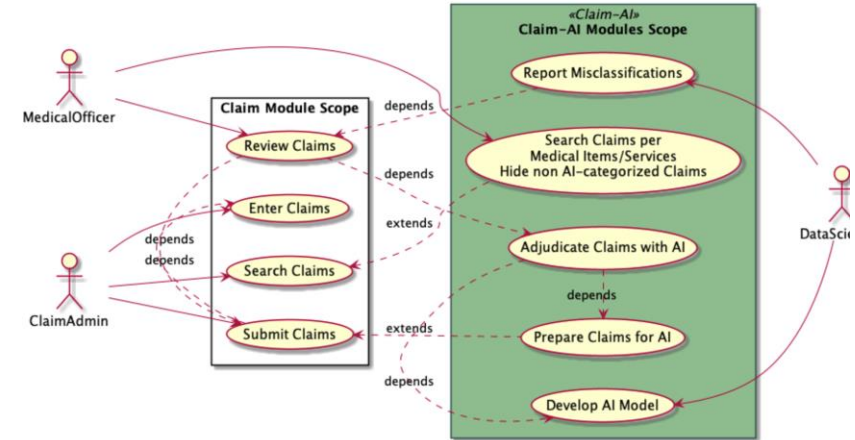 «Claim-AI»
Claim-AI Modules Scope
Report Misclassifications
MedicalOfficer
Claim Module Scope
depends
Review Claims
Search Claims per
Medical Items/Services
Hide non AI-categorized Claims
depends
Enter Claims
extends
DataScie
depends
Adjudicate Claims with AI
depends
Search Claims
depends
ClaimAdmin
Submit Claims
extends
Prepare Claims for AI
depends
Develop AI Model